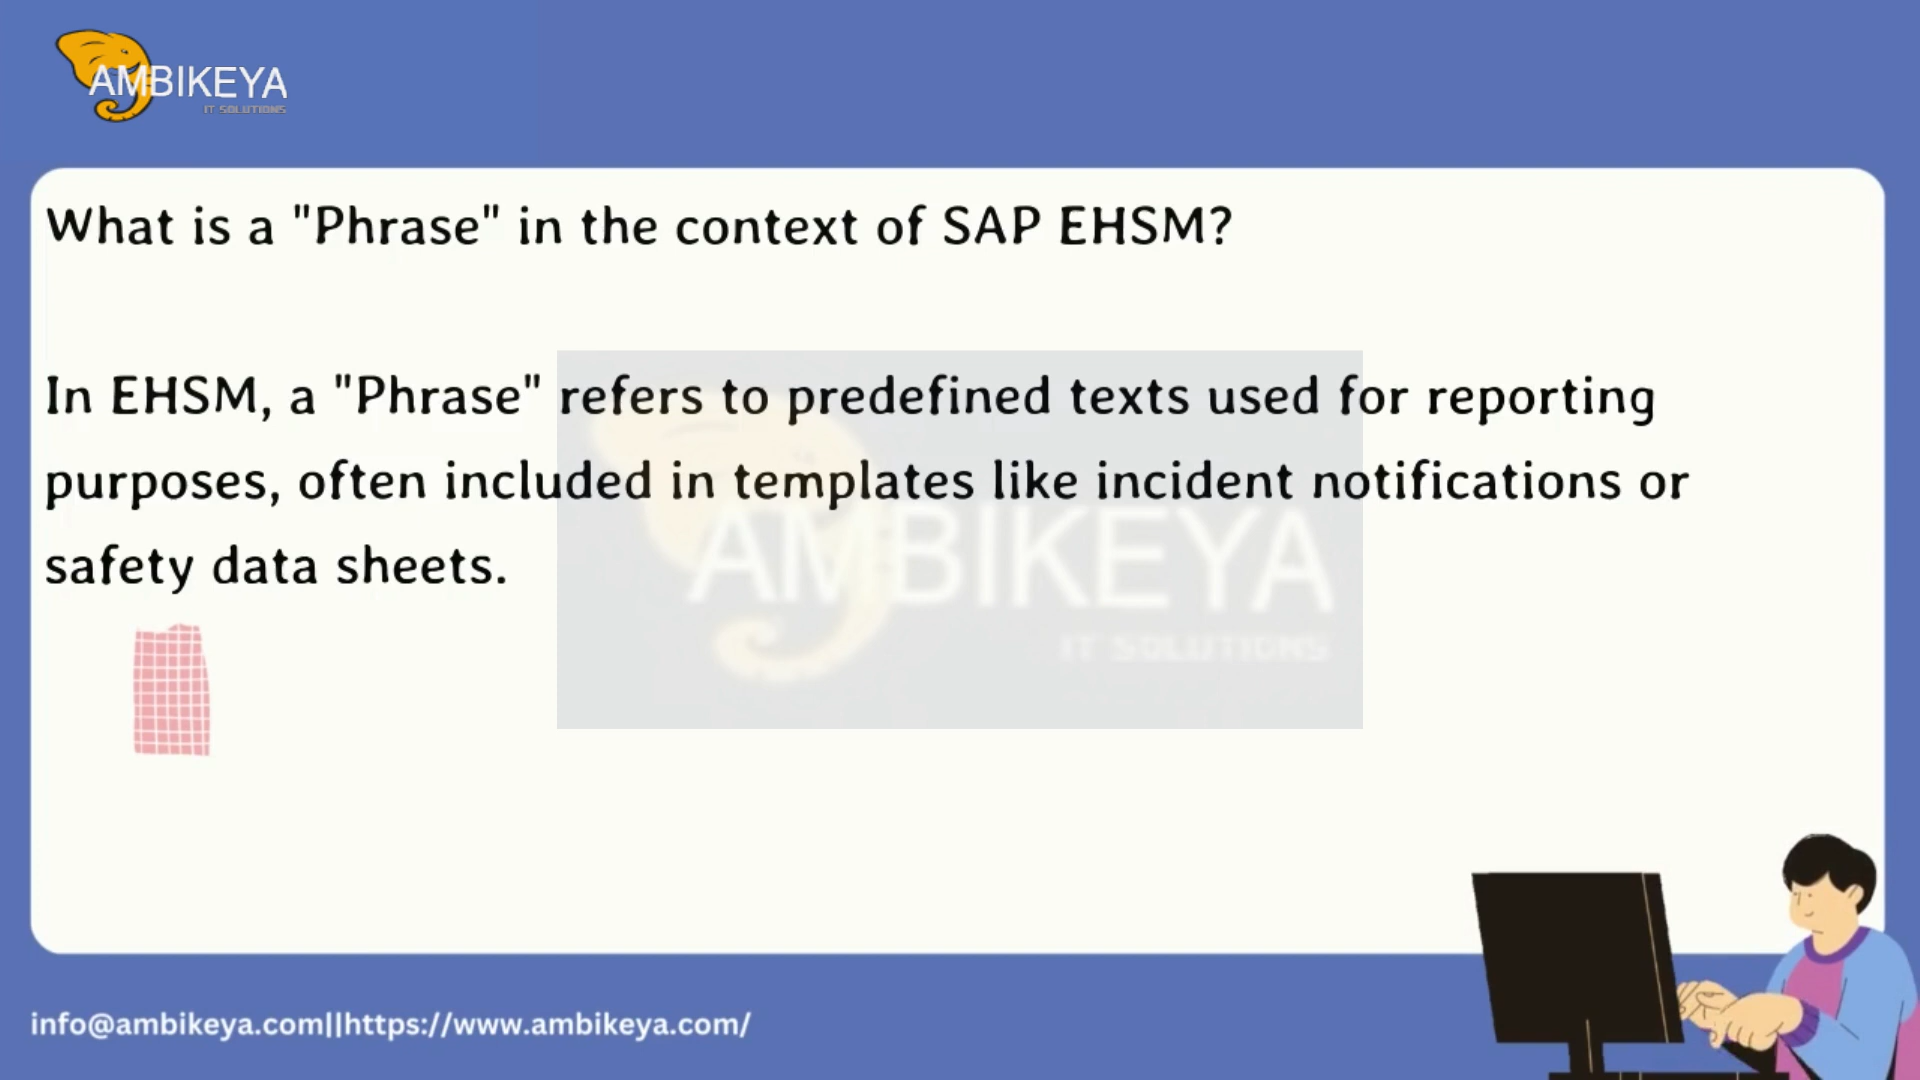 AMBIKEYA
IT SOLUTIONS
What is a "Phrase" in the context of SAP EHSM?
In EHSM, a "Phrase" refers to predefined texts used for reporting
purposes, often included in templates like incident notifications or
safety data sheets.
AMBIKEYA
IT SOLUTIONS
info@ambikeya.com||https://www.ambikeya.com/